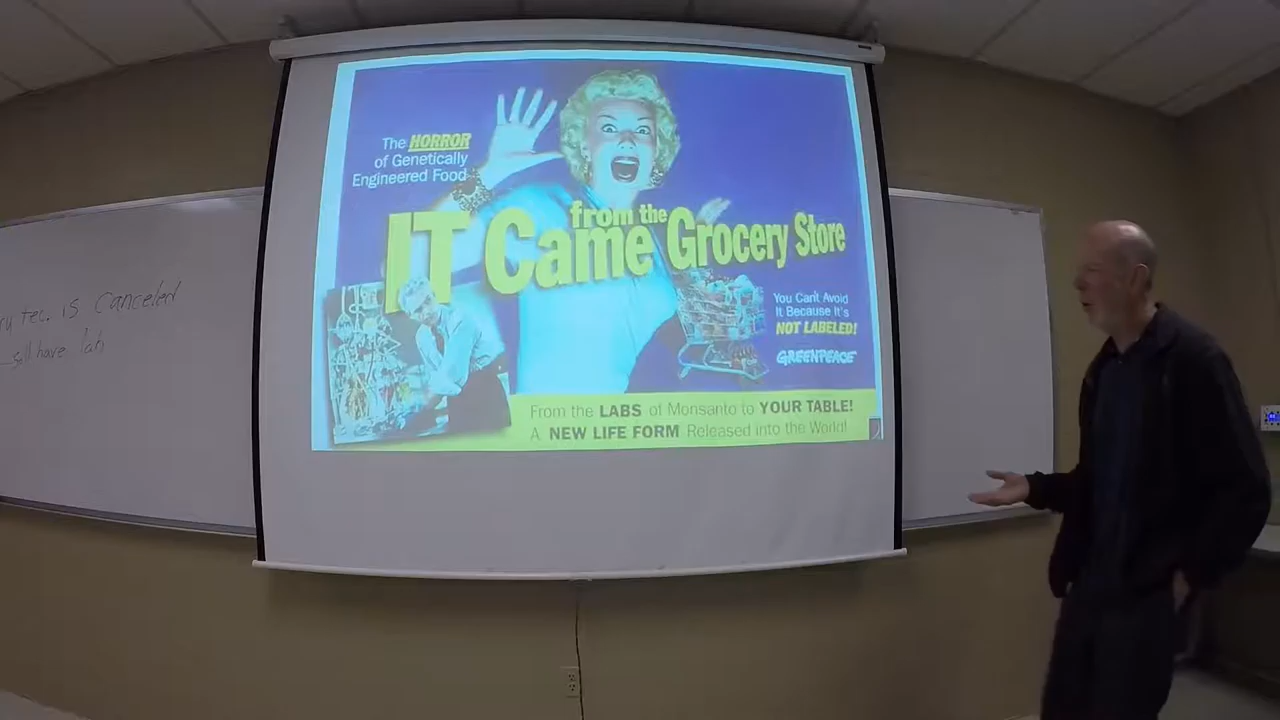 The HORROR
of Genetically
Engineered Food
IT Came from the Grocery Store
You Can't Avoid
It Because It's
NOT LABELED!
GREENPEACE
From the LABS of Monsanto to YOUR TABLE!
A NEW LIFE FORM Released into the World!
is canceled
have lab